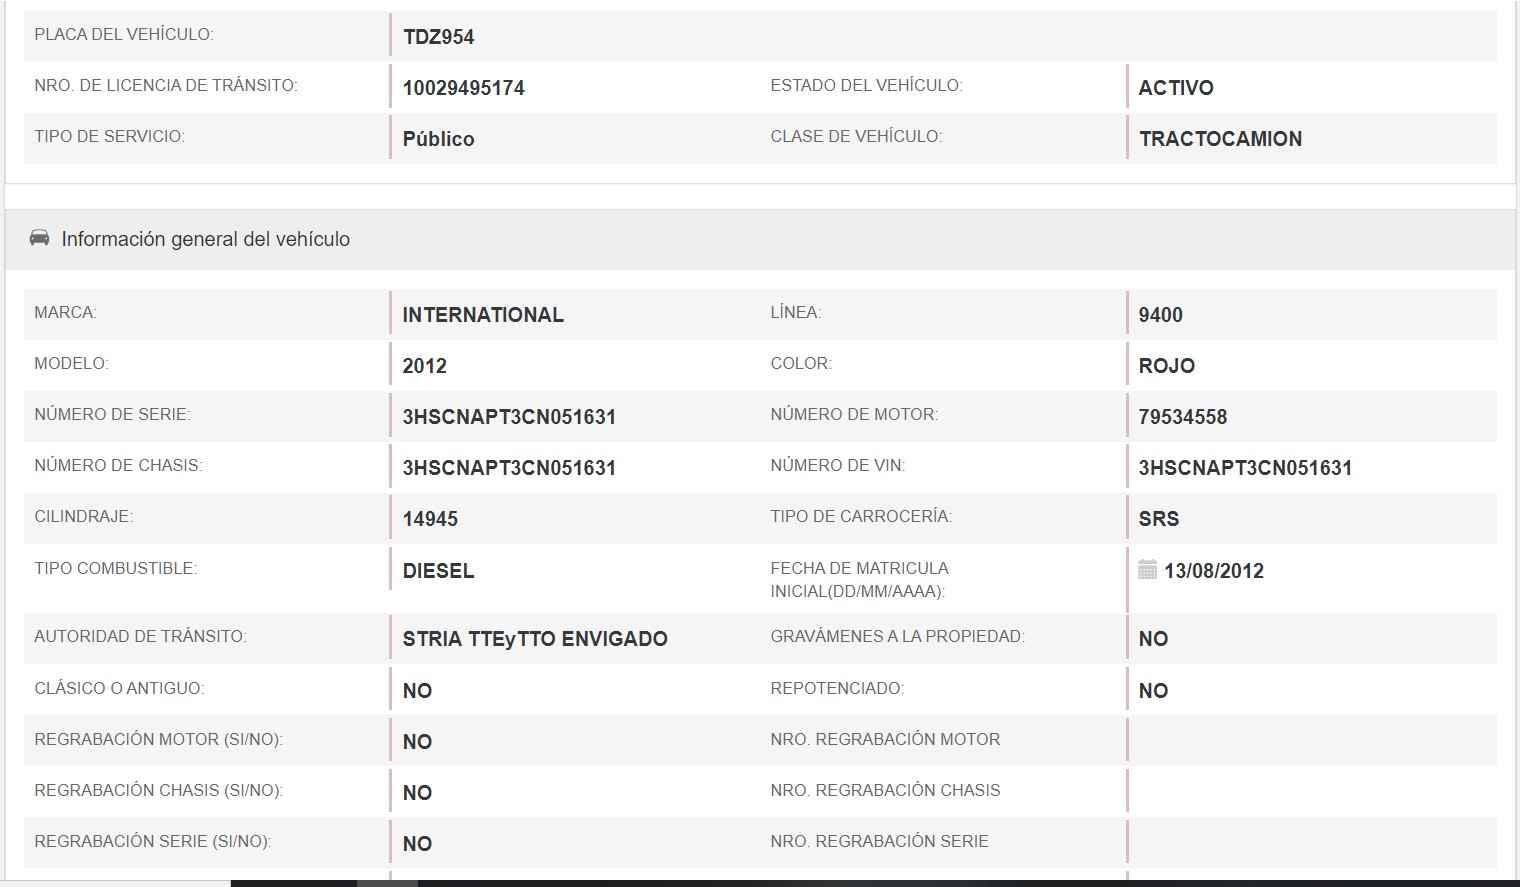 PLACA DEL VEHÍCULO: TDZ954
NRO. DE LICENCIA DE TRÁNSITO: 10029495174 ESTADO DEL VEHÍCULO: ACTIVO
TIPO DE SERVICIO: Público CLASE DE VEHÍCULO: TRACTOCAMION
Información general del vehículo
MARCA: INTERNATIONAL LÍNEA: 9400
MODELO: 2012 COLOR: ROJO
NÚMERO DE SERIE: 3HSCNAPT3CN051631 NÚMERO DE MOTOR: 79534558
NÚMERO DE CHASIS: 3HSCNAPT3CN051631 NÚMERO DE VIN: 3HSCNAPT3CN051631
CILINDRAJE: 14945 TIPO DE CARROCERÍA: SRS
TIPO COMBUSTIBLE: DIESEL FECHA DE MATRICULA 13/08/2012
INICIAL(DD/MM/AAAA):
AUTORIDAD DE TRÁNSITO: STRIA TTEyTTO ENVIGADO GRAVÁMENES A LA PROPIEDAD: NO
CLÁSICO O ANTIGUO: NO REPOTENCIADO: NO
REGRABACIÓN MOTOR (SI/NO): NO NRO. REGRABACIÓN MOTOR
REGRABACIÓN CHASIS (SI/NO): NO NRO. REGRABACIÓN CHASIS
REGRABACIÓN SERIE (SI/NO): NO NRO. REGRABACIÓN SERIE